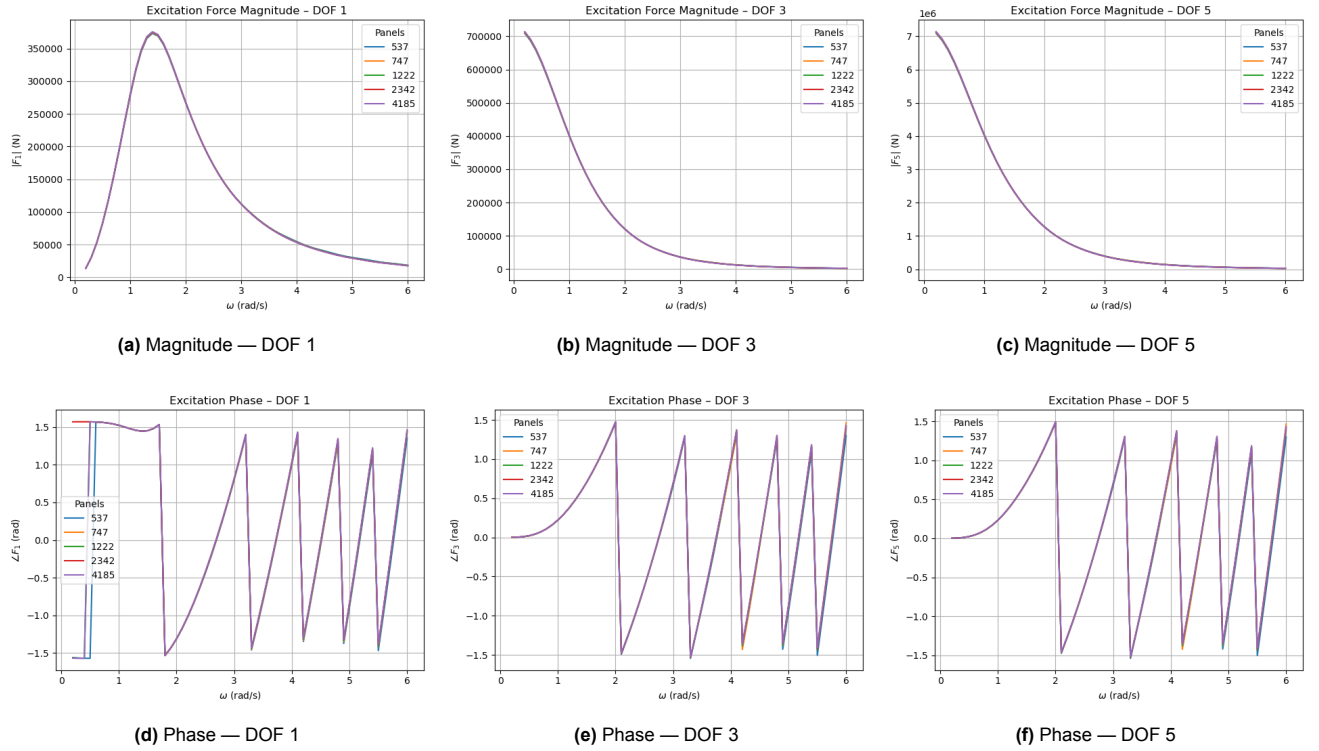 Excitation Force Magnitude – DOF 1
|F₁| (N)
350000
300000
250000
200000
150000
100000
50000
0
Panels
537
747
1222
2342
4185
0 1 2 3 4 5 6
ω (rad/s)
(a) Magnitude — DOF 1
Excitation Force Magnitude – DOF 3
|F₃| (N)
700000
600000
500000
400000
300000
200000
100000
0
Panels
537
747
1222
2342
4185
0 1 2 3 4 5 6
ω (rad/s)
(b) Magnitude — DOF 3
Excitation Force Magnitude – DOF 5
1e6
|F₅| (N)
7
6
5
4
3
2
1
0
Panels
537
747
1222
2342
4185
0 1 2 3 4 5 6
ω (rad/s)
(c) Magnitude — DOF 5
Excitation Phase – DOF 1
∠F₁ (rad)
1.5
1.0
0.5
0.0
−0.5
−1.0
−1.5
Panels
537
747
1222
2342
4185
0 1 2 3 4 5 6
ω (rad/s)
(d) Phase — DOF 1
Excitation Phase – DOF 3
∠F₃ (rad)
1.5
1.0
0.5
0.0
−0.5
−1.0
−1.5
Panels
537
747
1222
2342
4185
0 1 2 3 4 5 6
ω (rad/s)
(e) Phase — DOF 3
Excitation Phase – DOF 5
∠F₅ (rad)
1.5
1.0
0.5
0.0
−0.5
−1.0
−1.5
Panels
537
747
1222
2342
4185
0 1 2 3 4 5 6
ω (rad/s)
(f) Phase — DOF 5